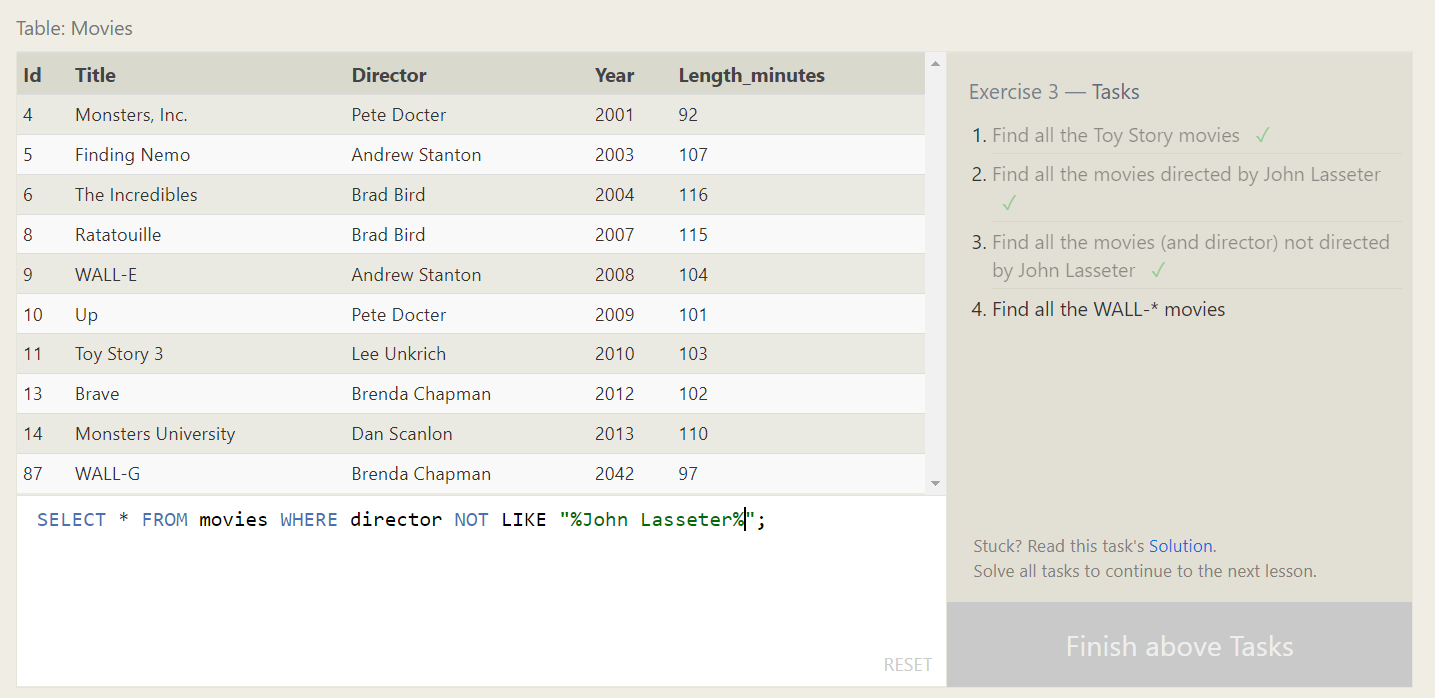 Table: Movies
Id Title Director Year Length_minutes
4 Monsters, Inc. Pete Docter 2001 92
5 Finding Nemo Andrew Stanton 2003 107
6 The Incredibles Brad Bird 2004 116
8 Ratatouille Brad Bird 2007 115
9 WALL-E Andrew Stanton 2008 104
10 Up Pete Docter 2009 101
11 Toy Story 3 Lee Unkrich 2010 103
13 Brave Brenda Chapman 2012 102
14 Monsters University Dan Scanlon 2013 110
87 WALL-G Brenda Chapman 2042 97
SELECT * FROM movies WHERE director NOT LIKE "%John Lasseter%";
RESET
Exercise 3 — Tasks
1. Find all the Toy Story movies ✓
2. Find all the movies directed by John Lasseter
✓
3. Find all the movies (and director) not directed
by John Lasseter ✓
4. Find all the WALL-* movies
Stuck? Read this task's Solution.
Solve all tasks to continue to the next lesson.
Finish above Tasks